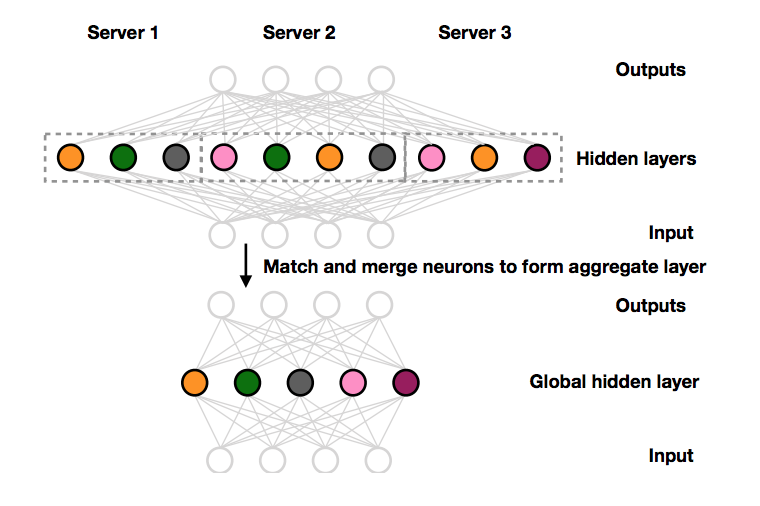 Server 1 Server 2 Server 3
Outputs
Hidden layers
Input
Match and merge neurons to form aggregate layer
Outputs
Global hidden layer
Input